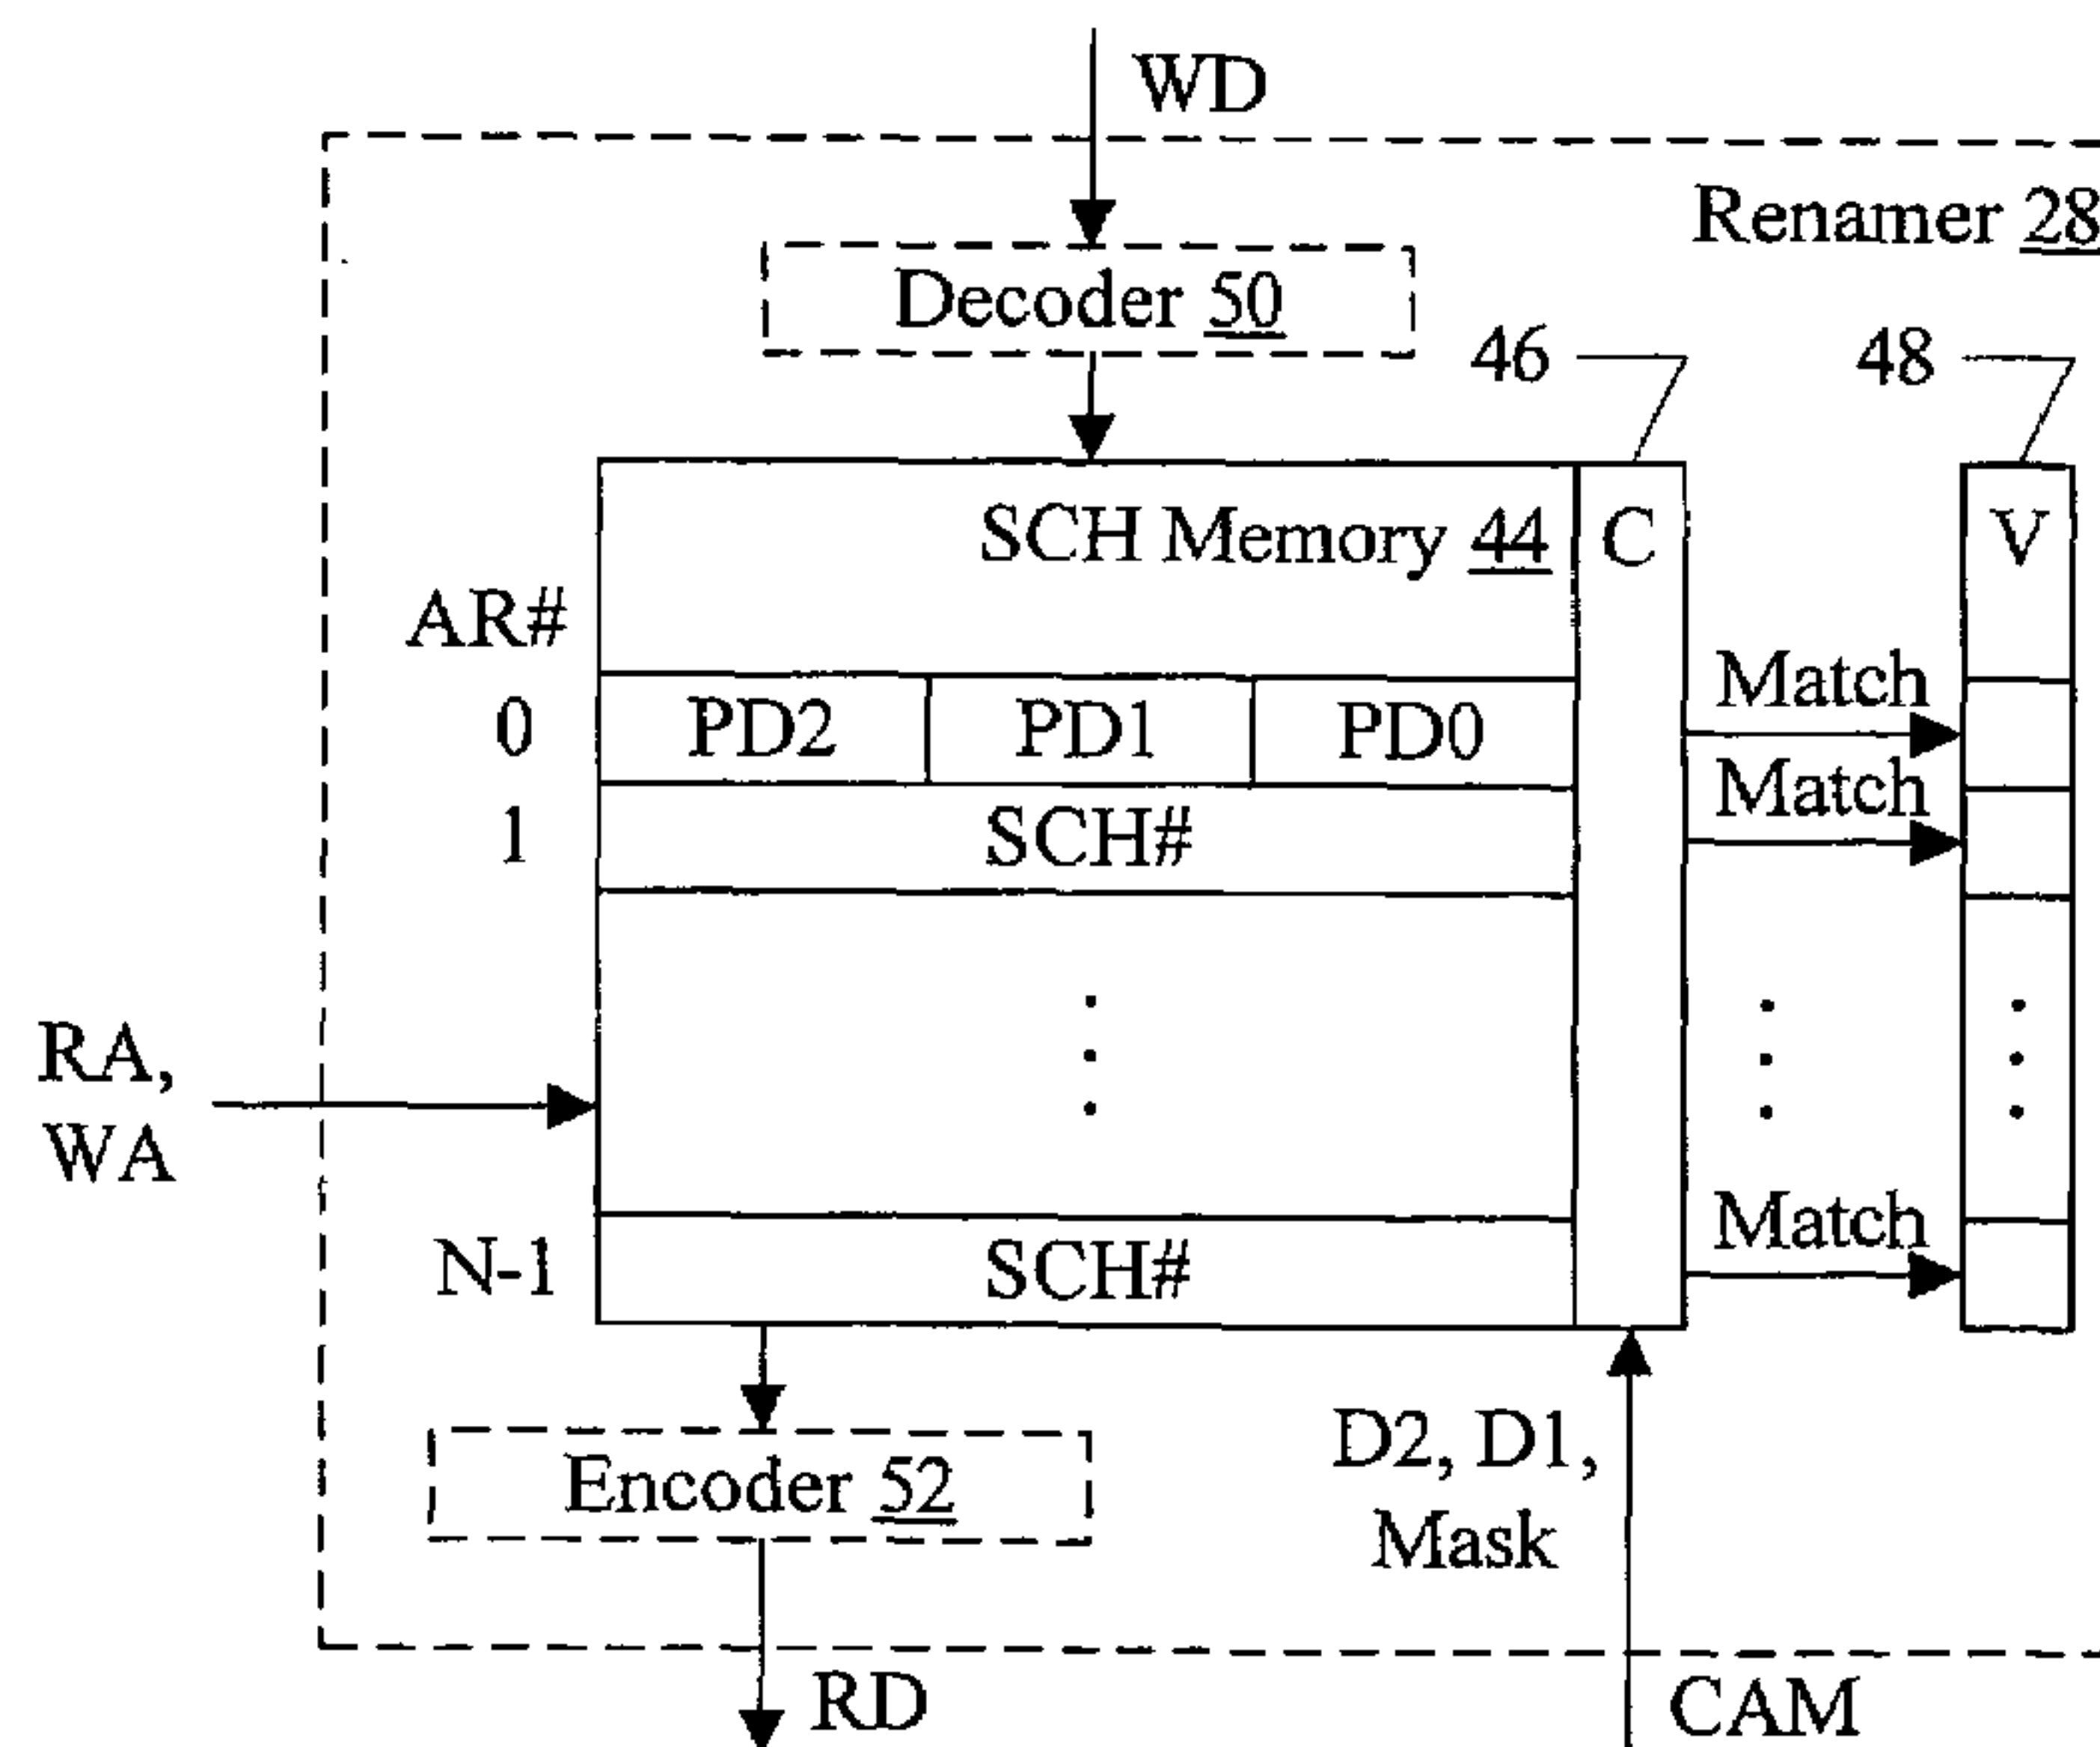 WD
Renamer 28
Decoder 50
46
48
SCH Memory 44
C
V
AR#
Match
0
PD2
PD1
PD0
Match
1
SCH#
RA,
WA
Match
N-1
SCH#
D2, D1,
Mask
Encoder 52
RD
CAM